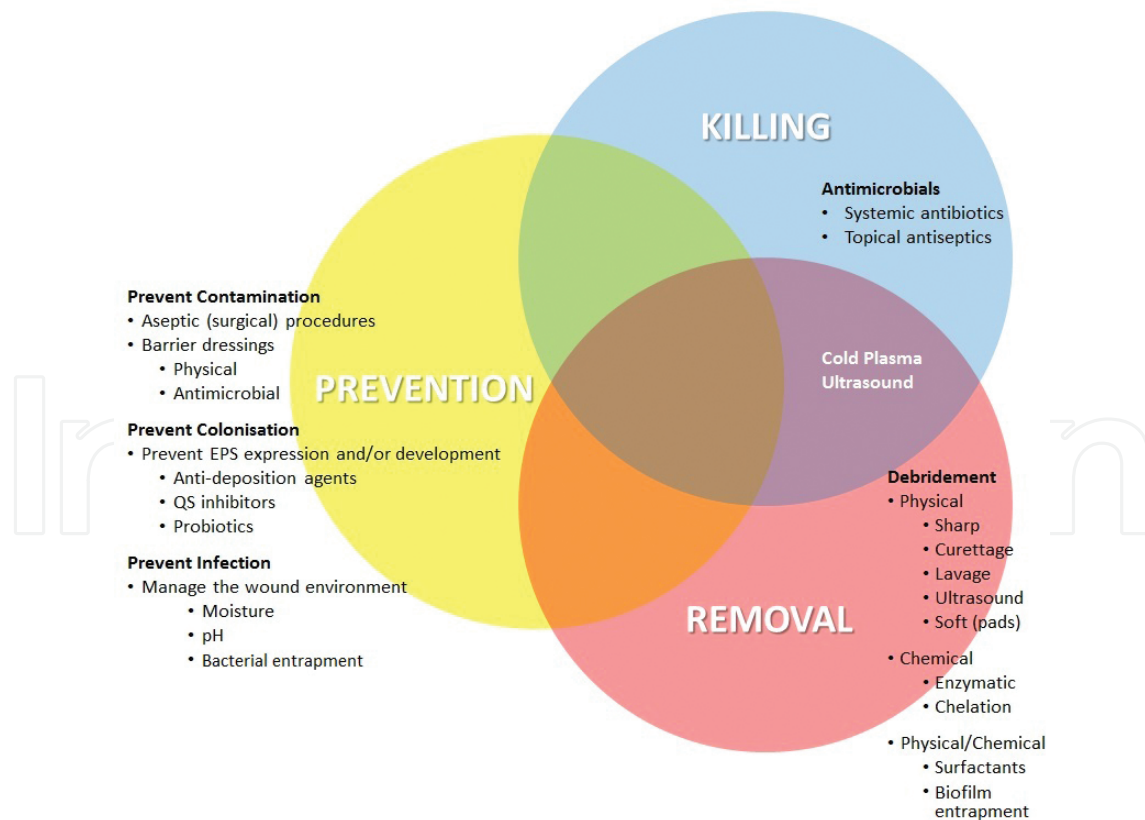 KILLING
Antimicrobials
• Systemic antibiotics
• Topical antiseptics
Prevent Contamination
• Aseptic (surgical) procedures
• Barrier dressings
• Physical
• Antimicrobial
PREVENTION
Prevent Colonisation
• Prevent EPS expression and/or development
• Anti-deposition agents
• QS inhibitors
• Probiotics
Prevent Infection
• Manage the wound environment
• Moisture
• pH
• Bacterial entrapment
Cold Plasma
Ultrasound
Debridement
• Physical
• Sharp
• Curettage
• Lavage
• Ultrasound
• Soft (pads)
REMOVAL
• Chemical
• Enzymatic
• Chelation
• Physical/Chemical
• Surfactants
• Biofilm
entrapment